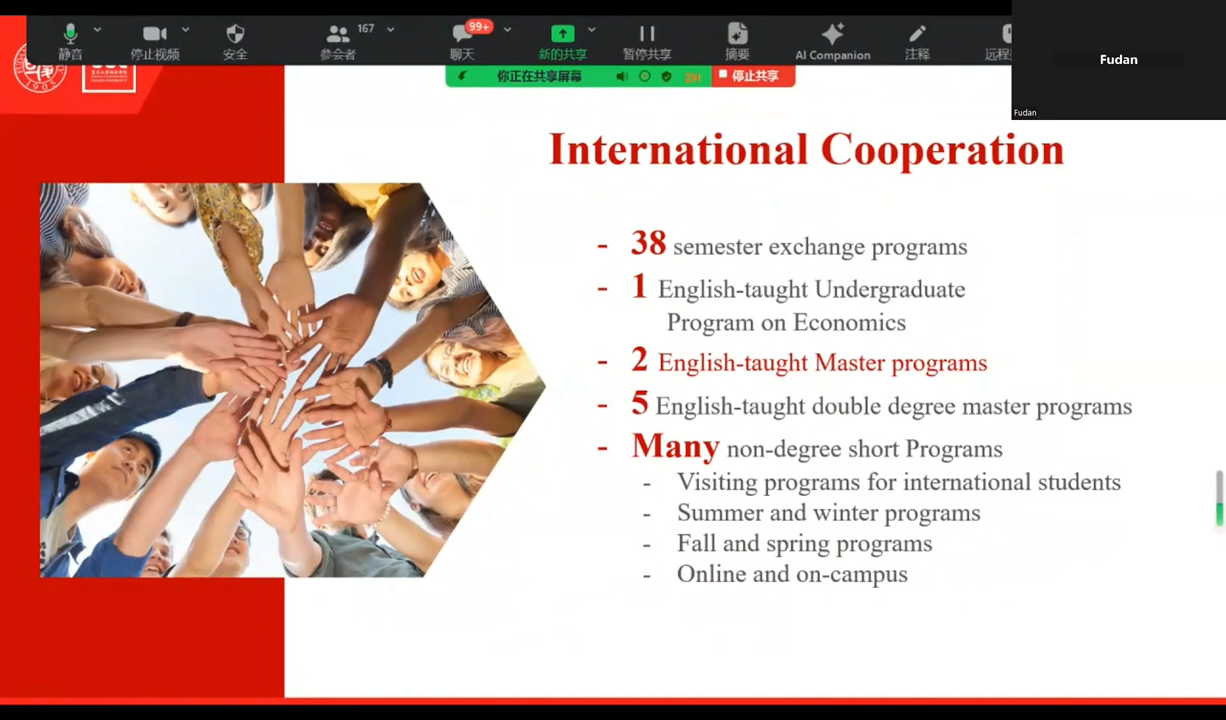 静音
停止视频
安全
167
参会者
99+
聊天
新的共享
暂停共享
摘要
AI Companion
注释
你正在共享屏幕
停止共享
Fudan
Fudan
International Cooperation
- 38 semester exchange programs
- 1 English-taught Undergraduate
Program on Economics
- 2 English-taught Master programs
- 5 English-taught double degree master programs
- Many non-degree short Programs
- Visiting programs for international students
- Summer and winter programs
- Fall and spring programs
- Online and on-campus